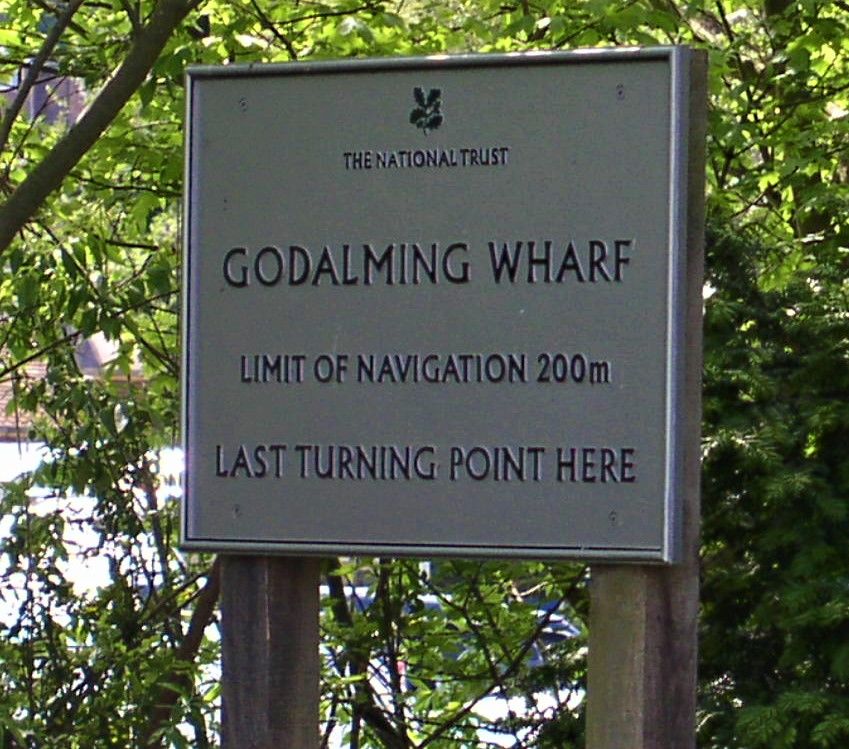 THE NATIONAL TRUST
GODALMING WHARF
LIMIT OF NAVIGATION 200m
LAST TURNING POINT HERE